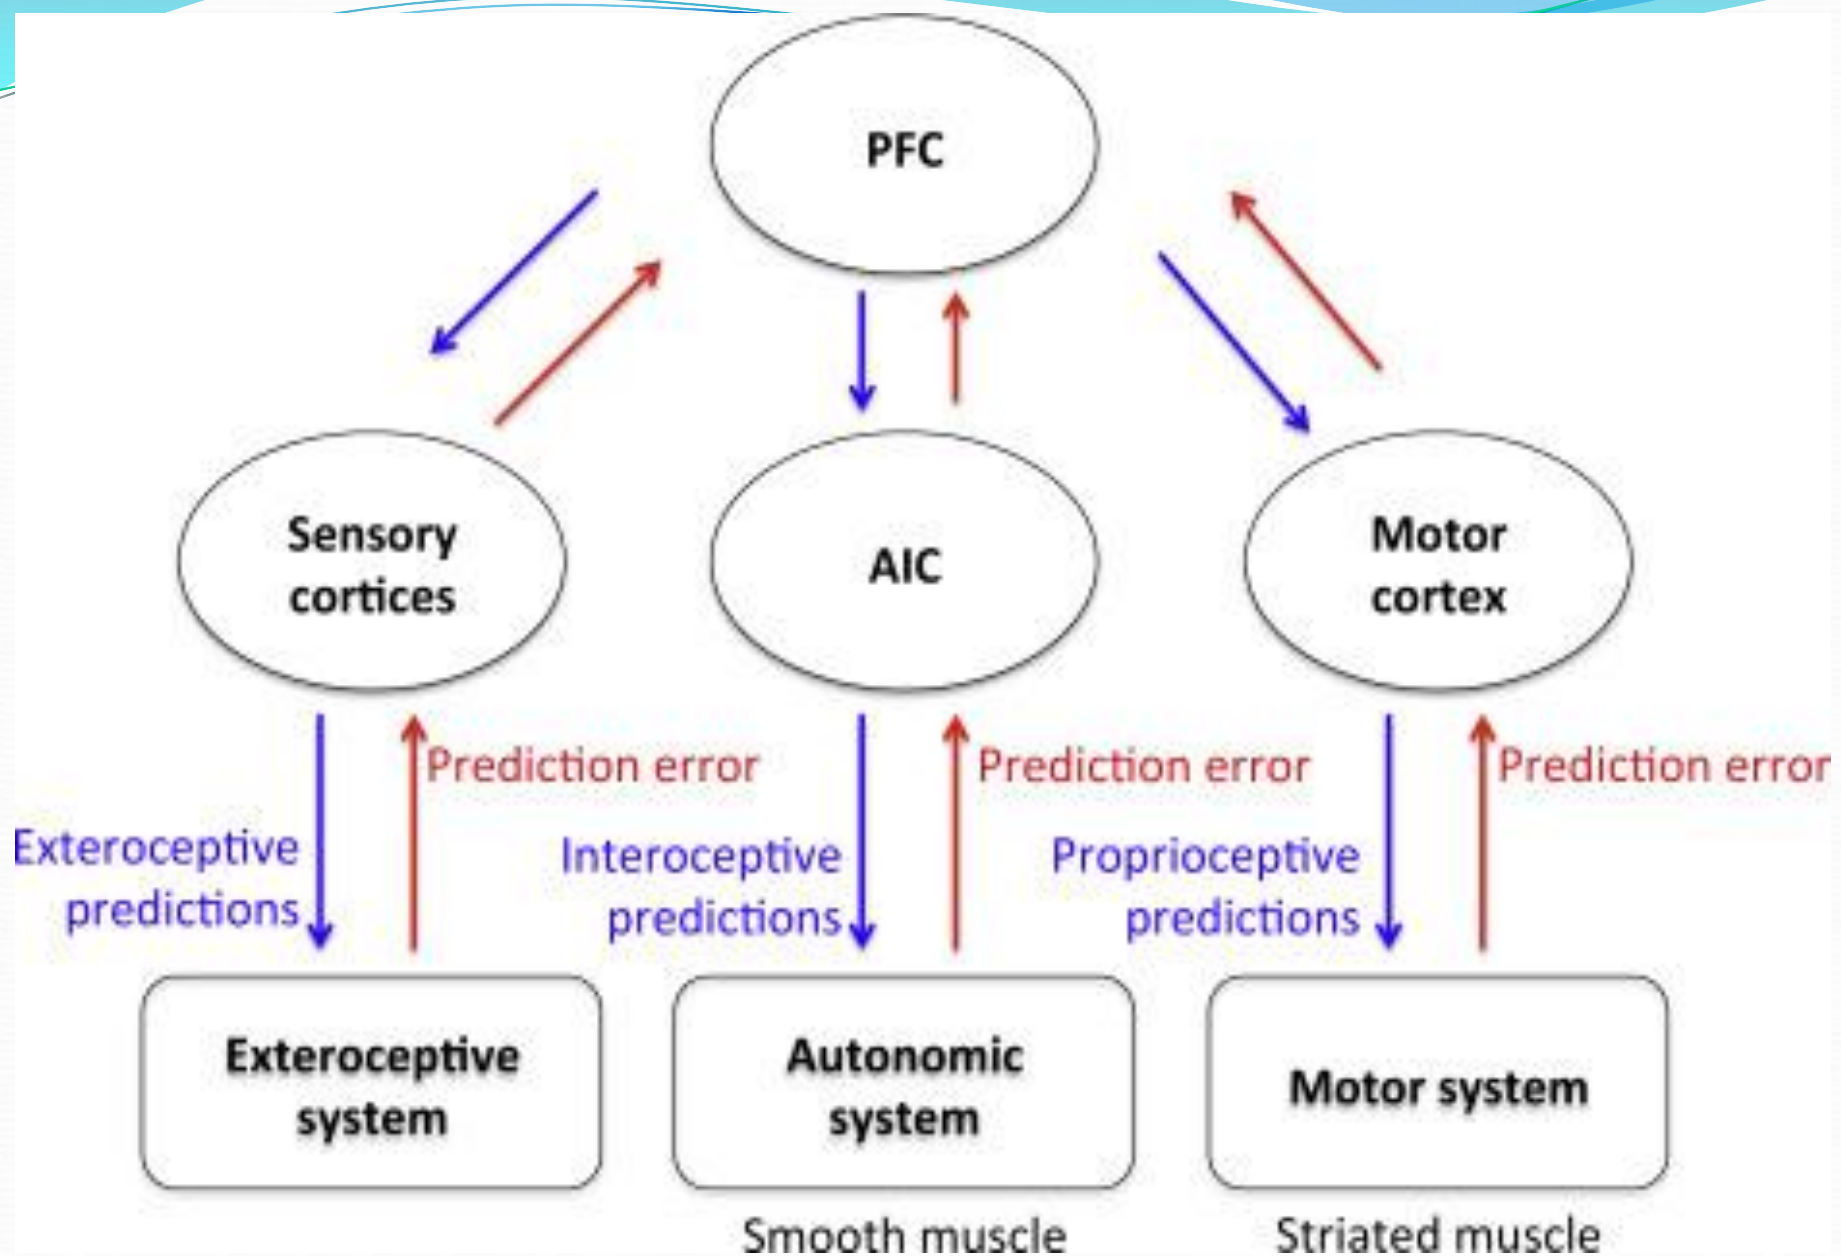 PFC
Sensory
cortices
AIC
Motor
cortex
Prediction error
Prediction error
Prediction error
Exteroceptive
predictions
Interoceptive
predictions
Proprioceptive
predictions
Exteroceptive
system
Autonomic
system
Motor system
Smooth muscle
Striated muscle